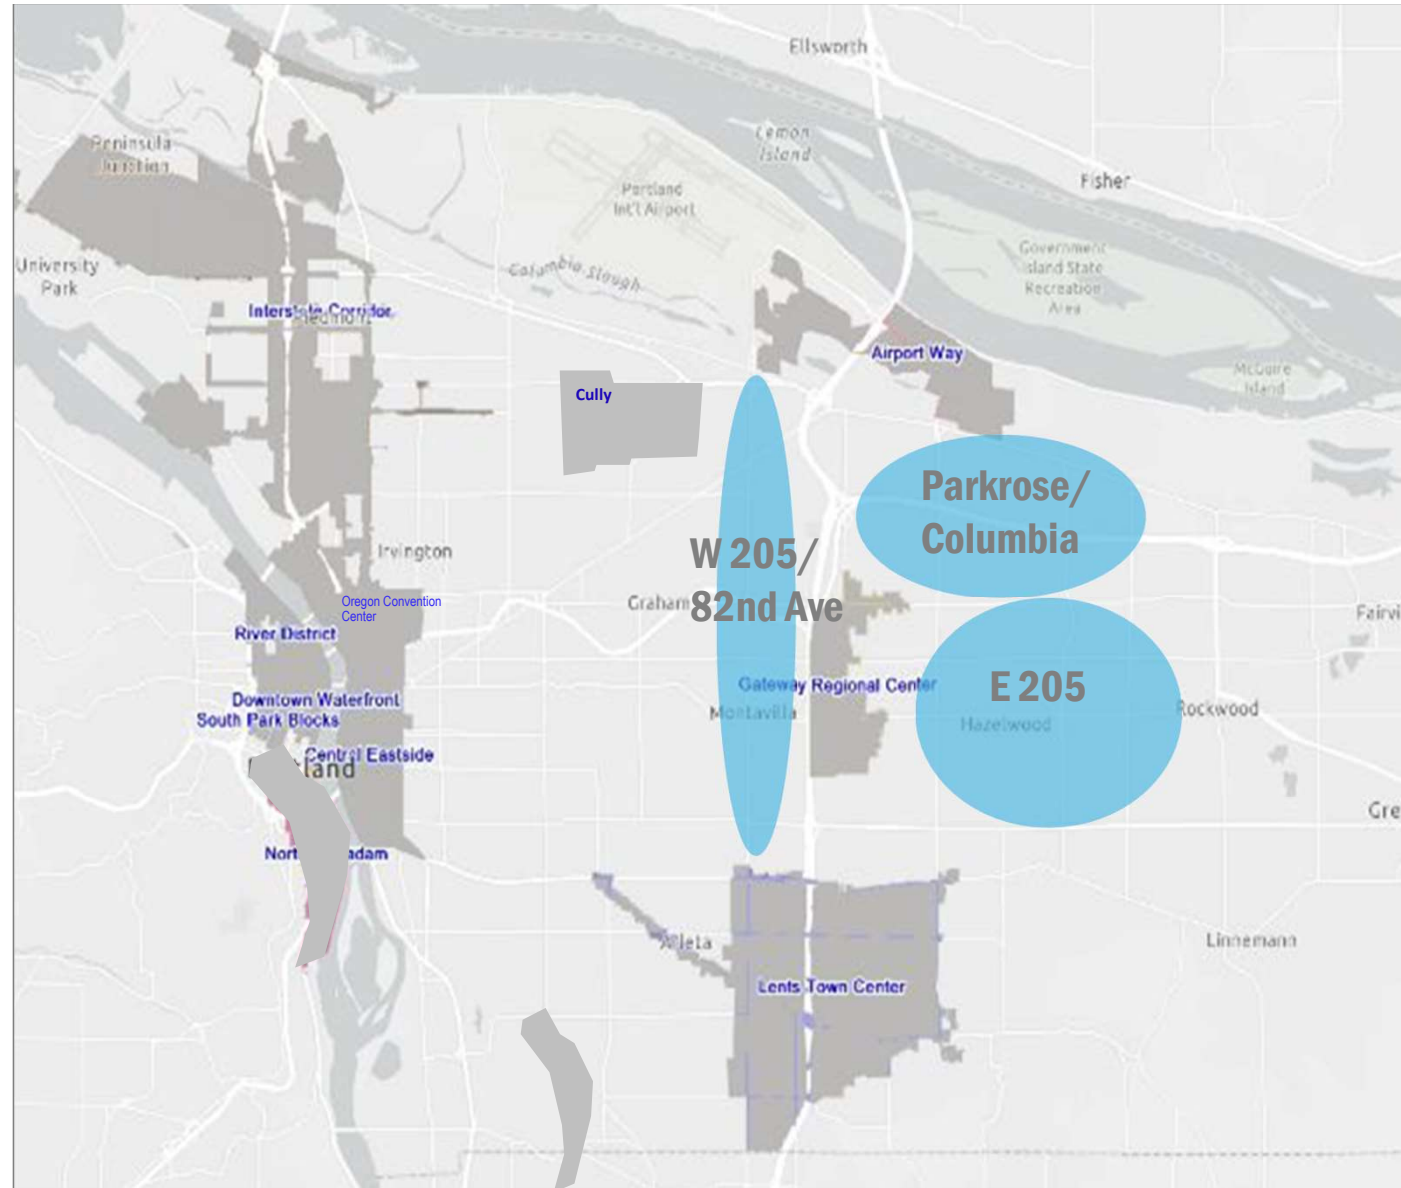 Ellsworth
Lemon
Island
Peninsula
Junction
Fisher
Portland
Int'l Airport
Government
Island State
Recreation
Area
University
Park
Columbia Slough
Interstate Corridor
Piedmont
Airport Way
McGuire
Island
Cully
Parkrose/
Columbia
W 205/
82nd Ave
Irvington
Graham
Oregon Convention
Center
River District
Fairvi
Gateway Regional Center
E 205
Downtown Waterfront
South Park Blocks
Montavilla
Hazelwood
Rockwood
Central Eastside
land
Gre
Nort
adam
Arleta
Linnemann
Lents Town Center